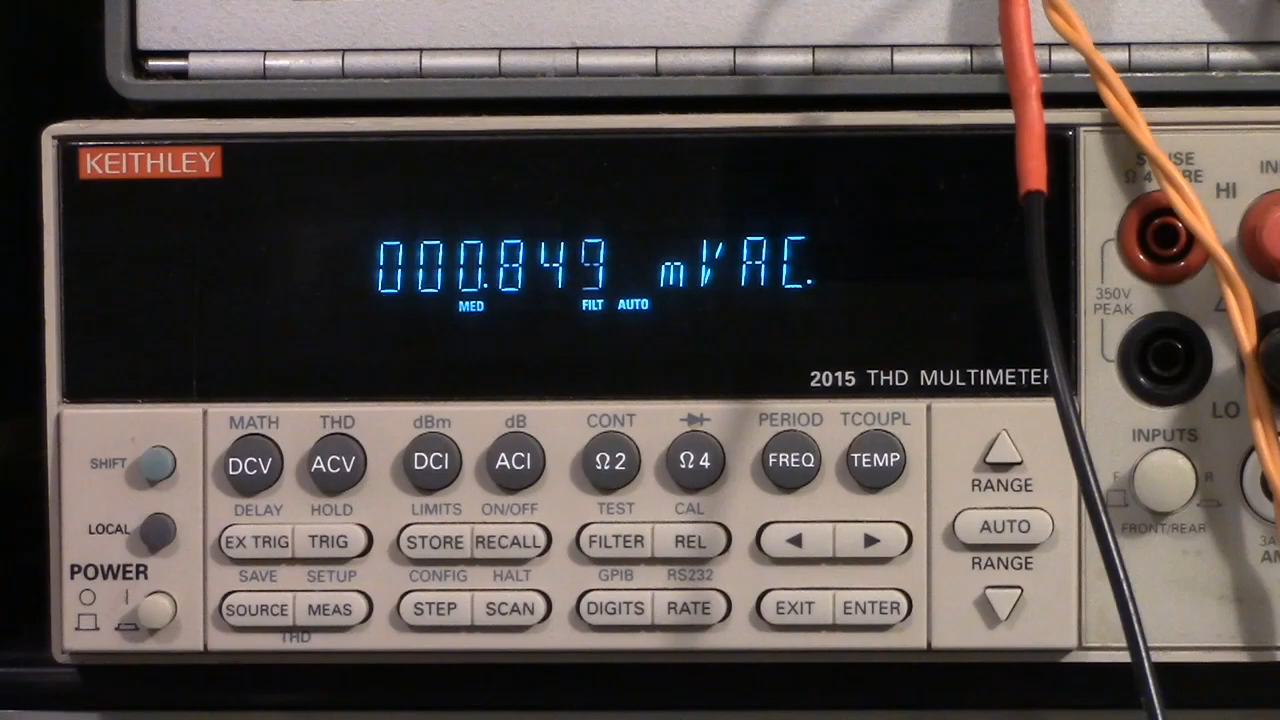 KEITHLEY
000.849 mVAC.
MED FILT AUTO
2015 THD MULTIMETER
HI
350V
PEAK
LO
INPUTS
F R
FRONT/REAR
MATH THD dBm dB CONT PERIOD TCOUPL
SHIFT
DCV ACV DCI ACI Ω2 Ω4 FREQ TEMP
RANGE
DELAY HOLD LIMITS ON/OFF TEST CAL
LOCAL
EX TRIG TRIG STORE RECALL FILTER REL
AUTO
RANGE
POWER
SAVE SETUP CONFIG HALT GPIB RS232
SOURCE MEAS STEP SCAN DIGITS RATE EXIT ENTER
THD